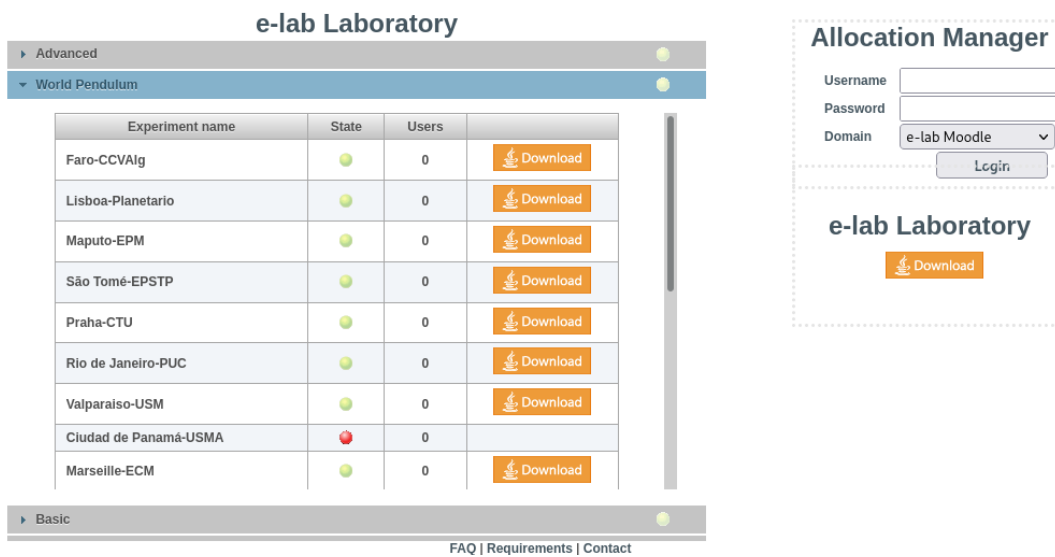 e-lab Laboratory
Advanced
World Pendulum
Experiment name State Users
Faro-CCVAlg 0 Download
Lisboa-Planetario 0 Download
Maputo-EPM 0 Download
São Tomé-EPSTP 0 Download
Praha-CTU 0 Download
Rio de Janeiro-PUC 0 Download
Valparaiso-USM 0 Download
Ciudad de Panamá-USMA 0
Marseille-ECM 0 Download
Basic
FAQ | Requirements | Contact
Allocation Manager
Username
Password
Domain e-lab Moodle
Login
e-lab Laboratory
Download